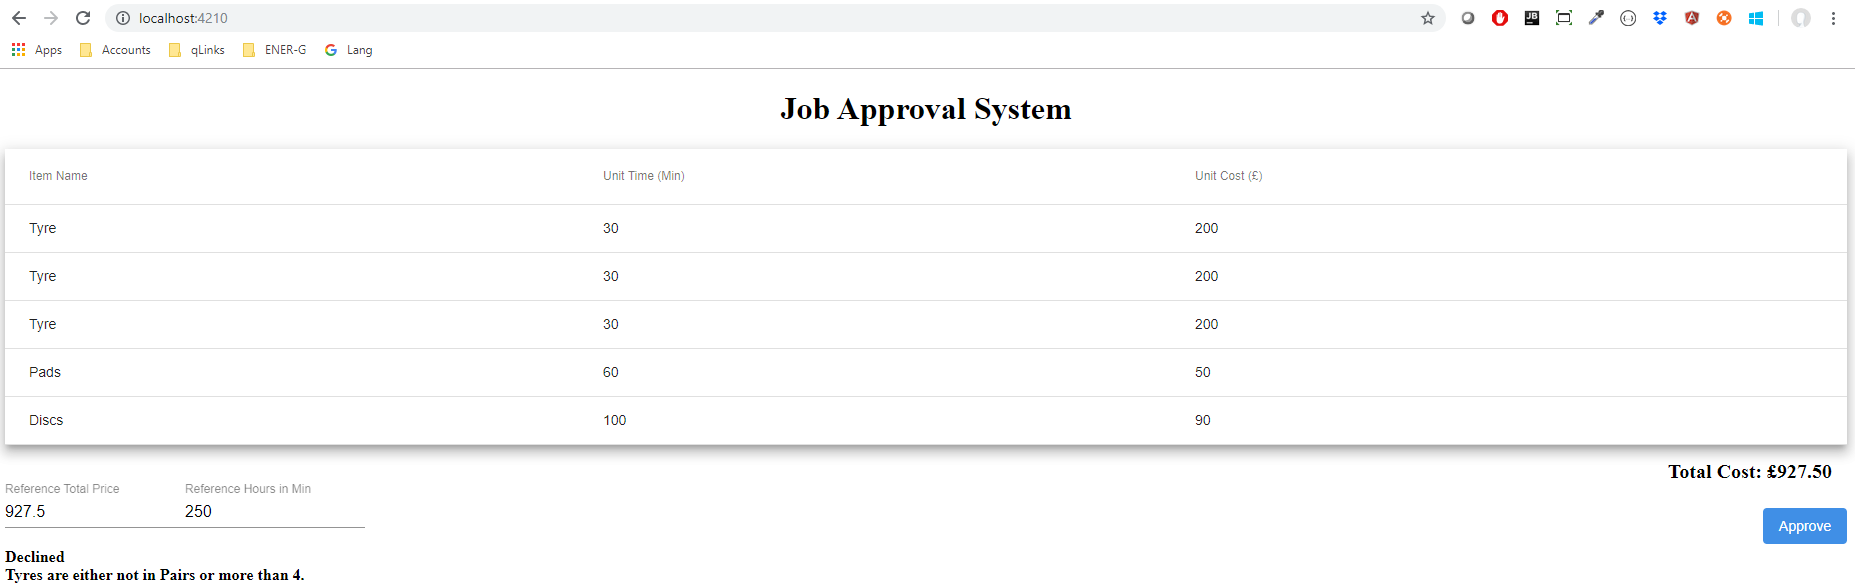 localhost:4210
Apps Accounts qLinks ENER-G Lang
Job Approval System
Item Name Unit Time (Min) Unit Cost (£)
Tyre 30 200
Tyre 30 200
Tyre 30 200
Pads 60 50
Discs 100 90
Total Cost: £927.50
Reference Total Price Reference Hours in Min
927.5 250
Approve
Declined
Tyres are either not in Pairs or more than 4.